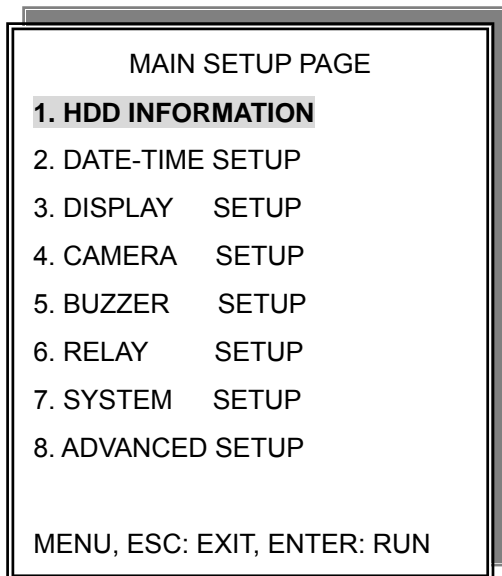 MAIN SETUP PAGE
1. HDD INFORMATION
2. DATE-TIME SETUP
3. DISPLAY SETUP
4. CAMERA SETUP
5. BUZZER SETUP
6. RELAY SETUP
7. SYSTEM SETUP
8. ADVANCED SETUP
MENU, ESC: EXIT, ENTER: RUN